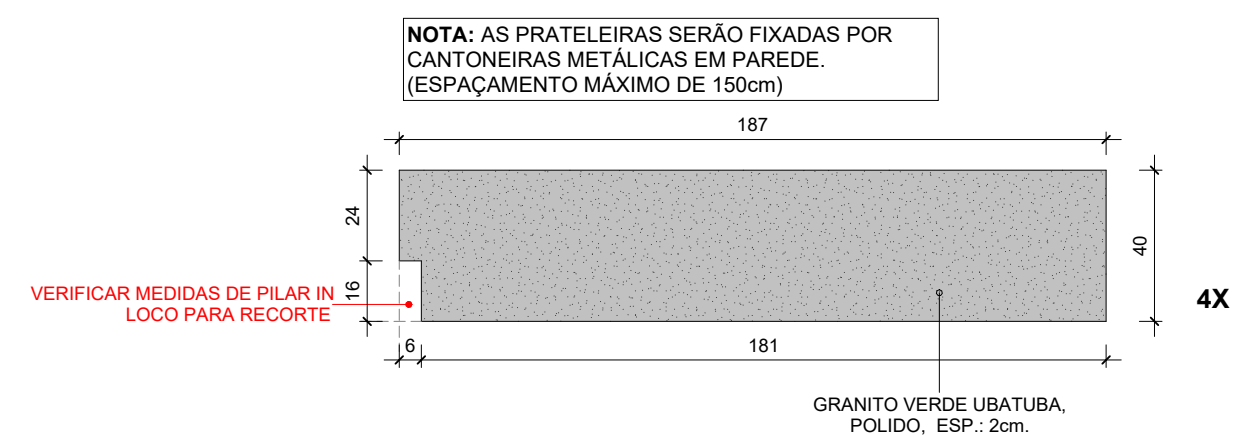 NOTA: AS PRATELEIRAS SERÃO FIXADAS POR
CANTONEIRAS METÁLICAS EM PAREDE.
(ESPAÇAMENTO MÁXIMO DE 150cm)
187
24
40
16
VERIFICAR MEDIDAS DE PILAR IN
LOCO PARA RECORTE
4X
6
181
GRANITO VERDE UBATUBA,
POLIDO, ESP.: 2cm.